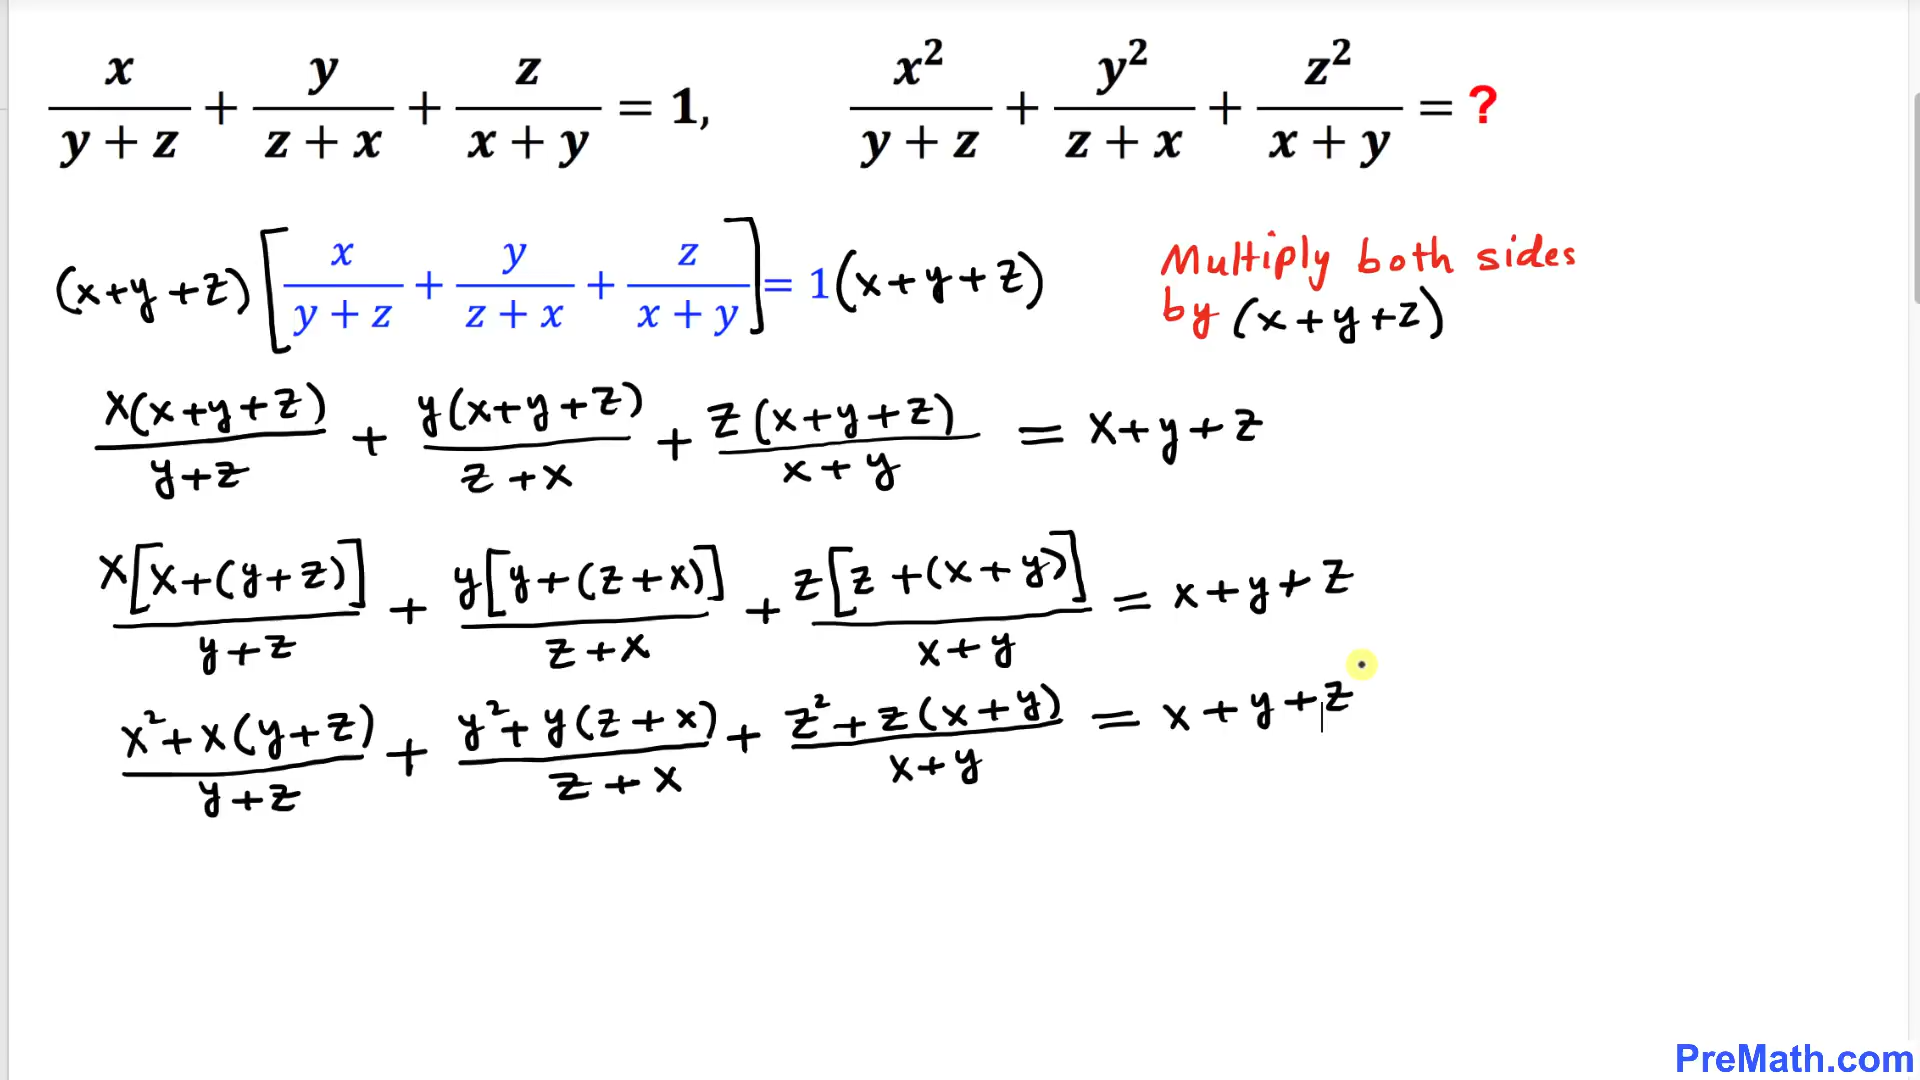 x/(y + z) + y/(z + x) + z/(x + y) = 1, x²/(y + z) + y²/(z + x) + z²/(x + y) = ?
(x+y+z)[x/(y + z) + y/(z + x) + z/(x + y)] = 1(x+y+z) Multiply both sides
by (x+y+z)
x(x+y+z)/(y+z) + y(x+y+z)/(z+x) + z(x+y+z)/(x+y) = x+y+z
x[x+(y+z)]/(y+z) + y[y+(z+x)]/(z+x) + z[z+(x+y)]/(x+y) = x+y+z
(x²+x(y+z))/(y+z) + (y²+y(z+x))/(z+x) + (z²+z(x+y))/(x+y) = x+y+z
PreMath.com